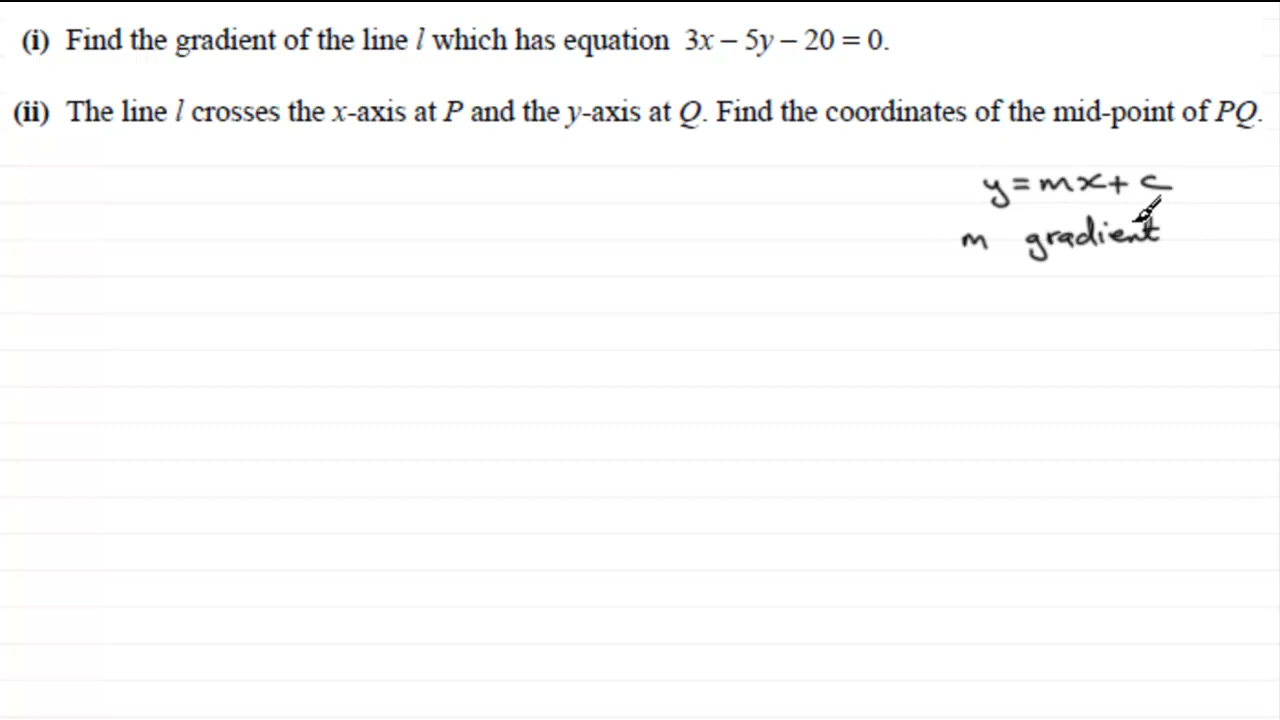 (i) Find the gradient of the line l which has equation 3x – 5y – 20 = 0.
(ii) The line l crosses the x-axis at P and the y-axis at Q. Find the coordinates of the mid-point of PQ.
y = mx + c
m gradient